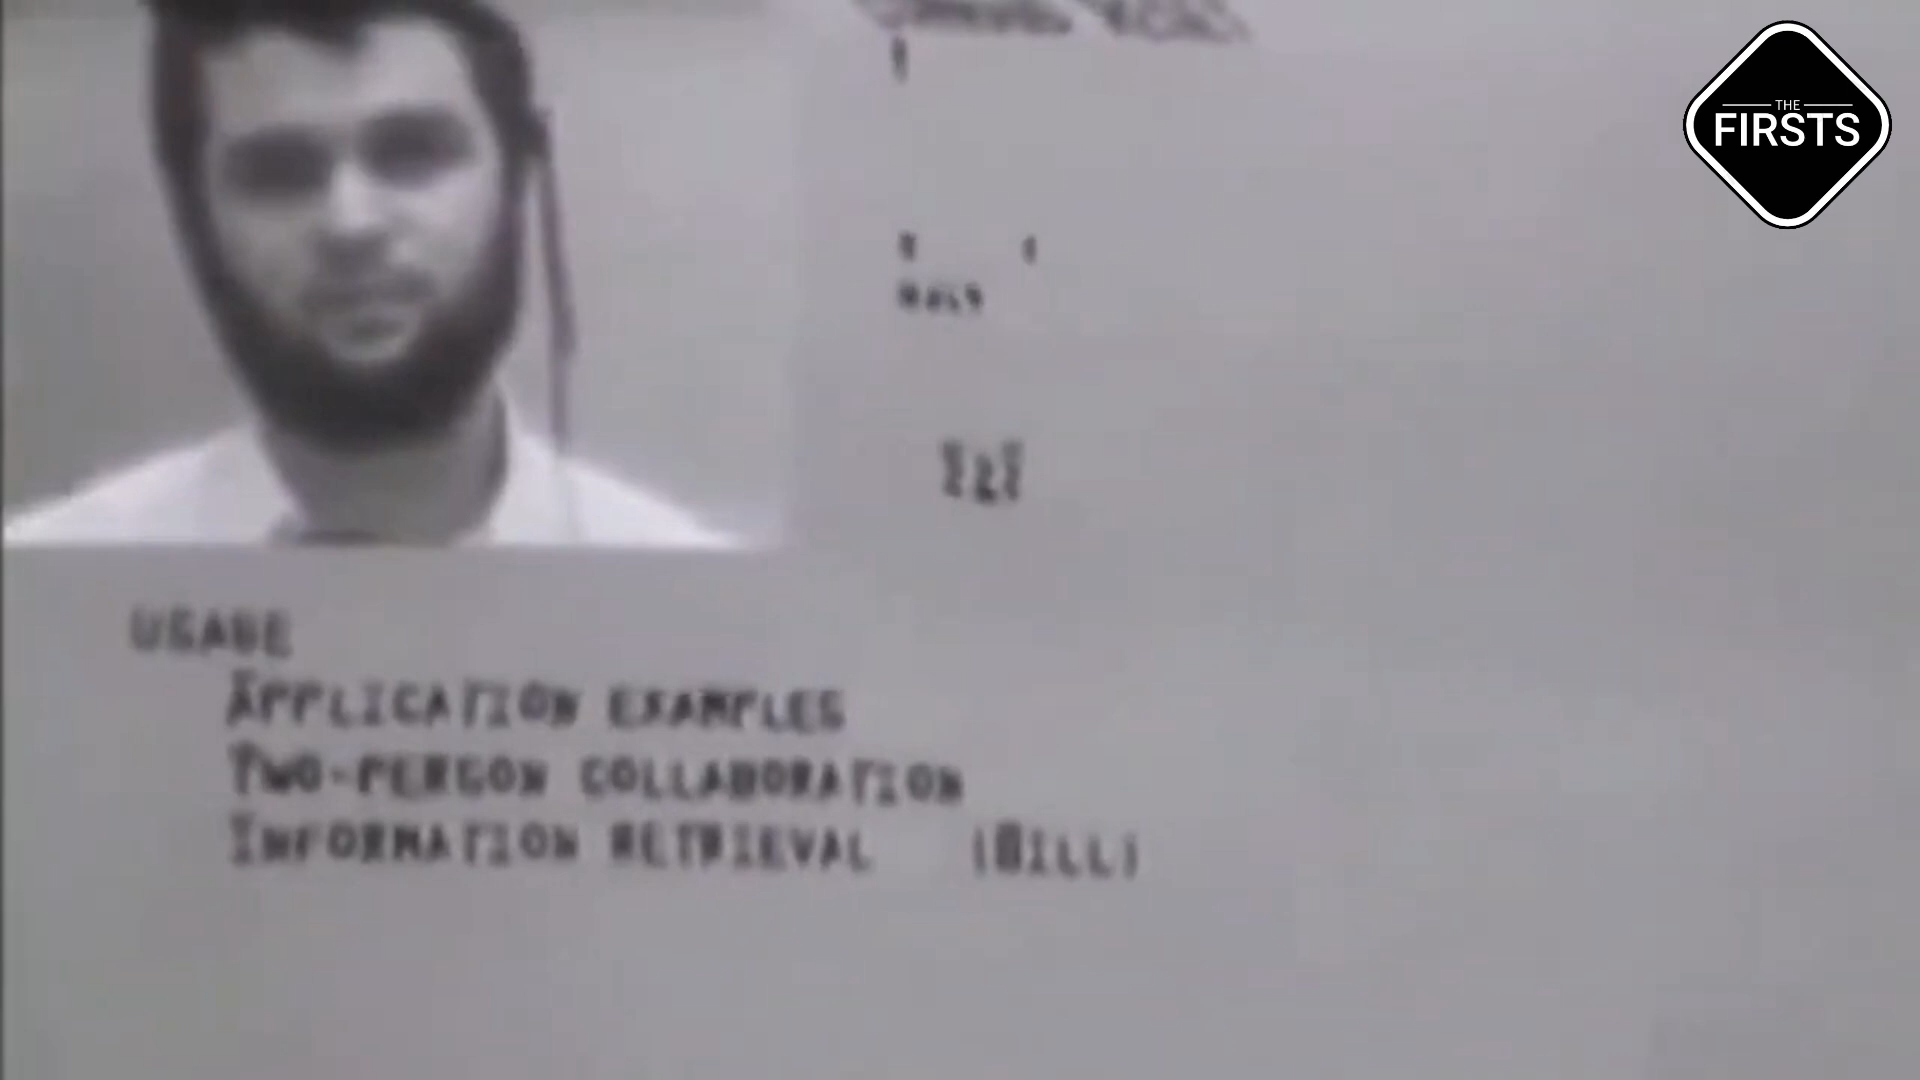 THE
FIRSTS
USAGE
APPLICATION EXAMPLES
TWO-PERSON COLLABORATION
INFORMATION RETRIEVAL (BILL)